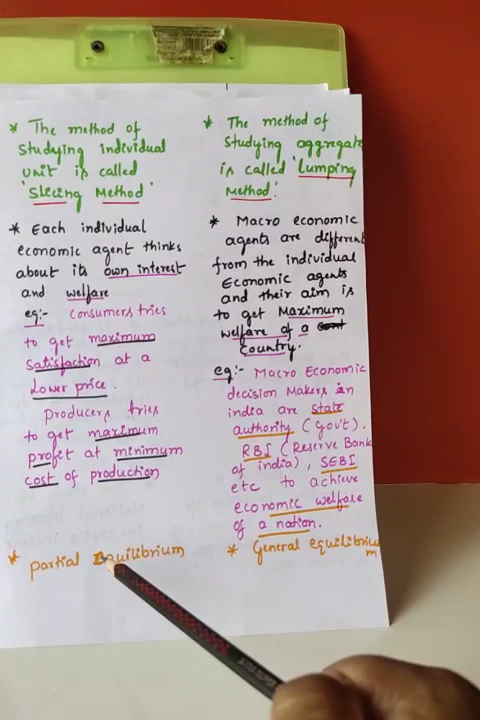 * The method of
studying individual
unit is called
'Slicing Method'
* Each individual
economic agent thinks
about its own interest
and welfare
eg:- consumers tries
to get maximum
satisfaction at a
Lower price.
Producers tries
to get maximum
profit at minimum
cost of production
* partial Equilibrium
* The method of
studying aggregate
is called 'Lumping
Method'.
* Macro economic
agents are different
from the individual
Economic agents
and their aim is
to get Maximum
welfare of a
Country.
eg:- Macro Economic
decision Makers in
india are state
authority (Gov't).
RBI (Reserve Bank
of india), SEBI
etc to achieve
economic welfare
of a nation.
* General equilibrium
m